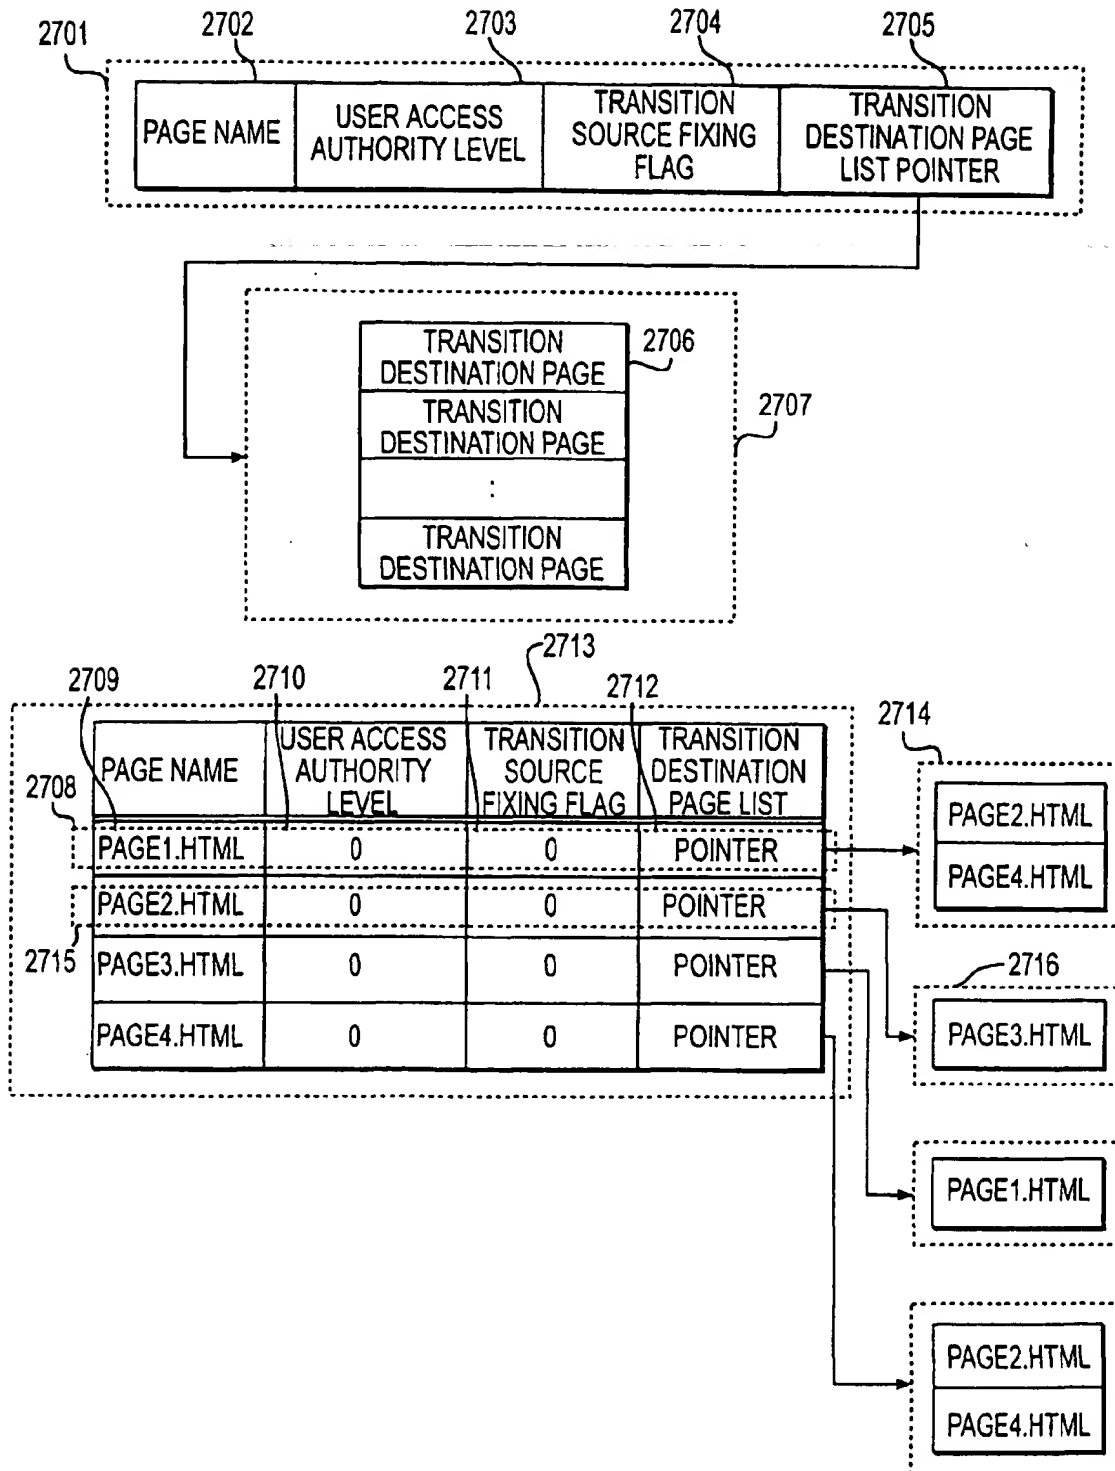 2701
2702
2703
2704
2705
PAGE NAME
USER ACCESS
AUTHORITY LEVEL
TRANSITION
SOURCE FIXING
FLAG
TRANSITION
DESTINATION PAGE
LIST POINTER
TRANSITION
DESTINATION PAGE
2706
TRANSITION
DESTINATION PAGE
:
TRANSITION
DESTINATION PAGE
2707
2713
2709
2710
2711
2712
2714
2708
PAGE NAME
USER ACCESS
AUTHORITY
LEVEL
TRANSITION
SOURCE
FIXING FLAG
TRANSITION
DESTINATION
PAGE LIST
PAGE1.HTML 0 0 POINTER
PAGE2.HTML 0 0 POINTER
2715
PAGE3.HTML 0 0 POINTER
PAGE4.HTML 0 0 POINTER
PAGE2.HTML
PAGE4.HTML
2716
PAGE3.HTML
PAGE1.HTML
PAGE2.HTML
PAGE4.HTML